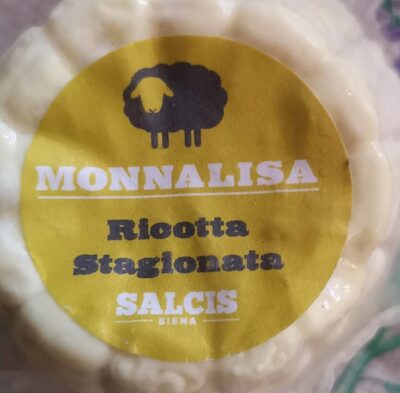 MONNALISA
Ricotta
Stagionata
SALCIS
SIENA